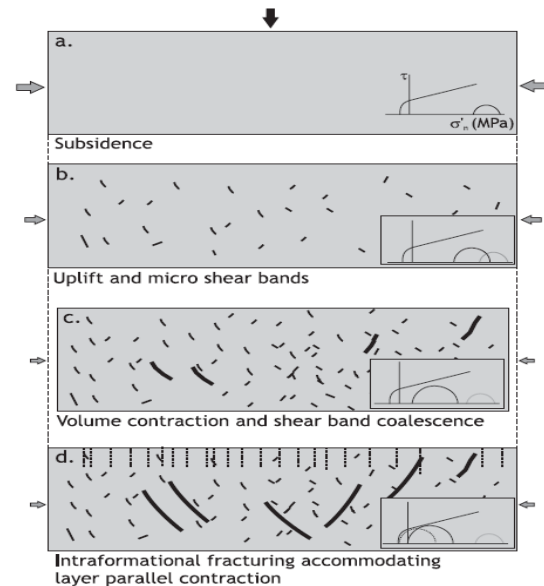 a.
τ
σ'n (MPa)
Subsidence
b.
Uplift and micro shear bands
c.
Volume contraction and shear band coalescence
d.
Intraformational fracturing accommodating
layer parallel contraction